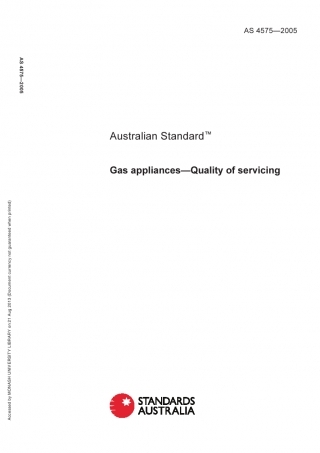 AS 4575—2005
AS 4575—2005
Australian Standard™
Gas appliances—Quality of servicing
Accessed by MONASH UNIVERSITY LIBRARY on 21 Aug 2013 (Document currency not guaranteed when printed)
STANDARDS
AUSTRALIA